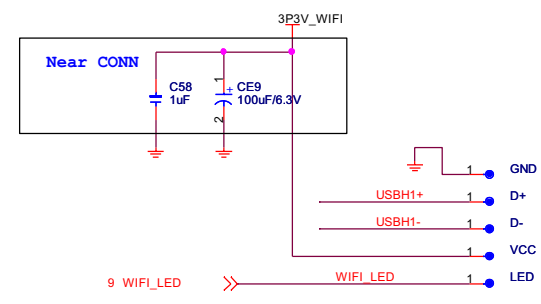 3P3V_WIFI
Near CONN
C58
1uF
1
+
CE9
100uF/6.3V
2
1 GND
USBH1+ 1 D+
USBH1- 1 D-
1 VCC
9 WIFI_LED WIFI_LED 1 LED